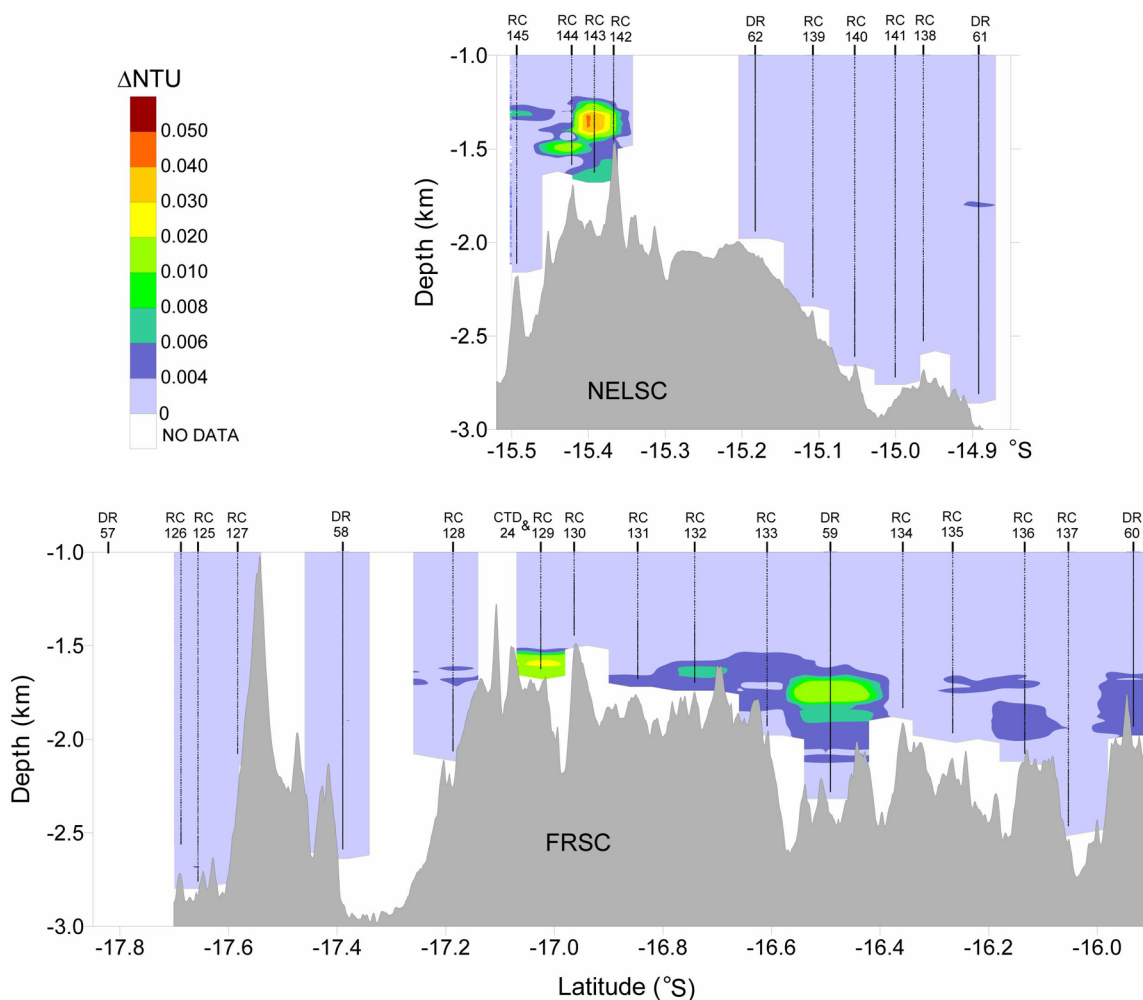 RC RC RC RC DR RC RC RC RC DR
145 144 143 142 62 139 140 141 138 61
ΔNTU
0.050
0.040
0.030
0.020
0.010
0.008
0.006
0.004
0
NO DATA
Depth (km)
-1.0
-1.5
-2.0
-2.5
-3.0
NELSC
-15.5 -15.4 -15.3 -15.2 -15.1 -15.0 -14.9 °S
DR RC RC RC DR RC CTD & RC RC RC RC RC DR RC RC RC RC DR
57 126 125 127 58 128 24 129 130 131 132 133 59 134 135 136 137 60
Depth (km)
-1.0
-1.5
-2.0
-2.5
-3.0
FRSC
-17.8 -17.6 -17.4 -17.2 -17.0 -16.8 -16.6 -16.4 -16.2 -16.0
Latitude (°S)